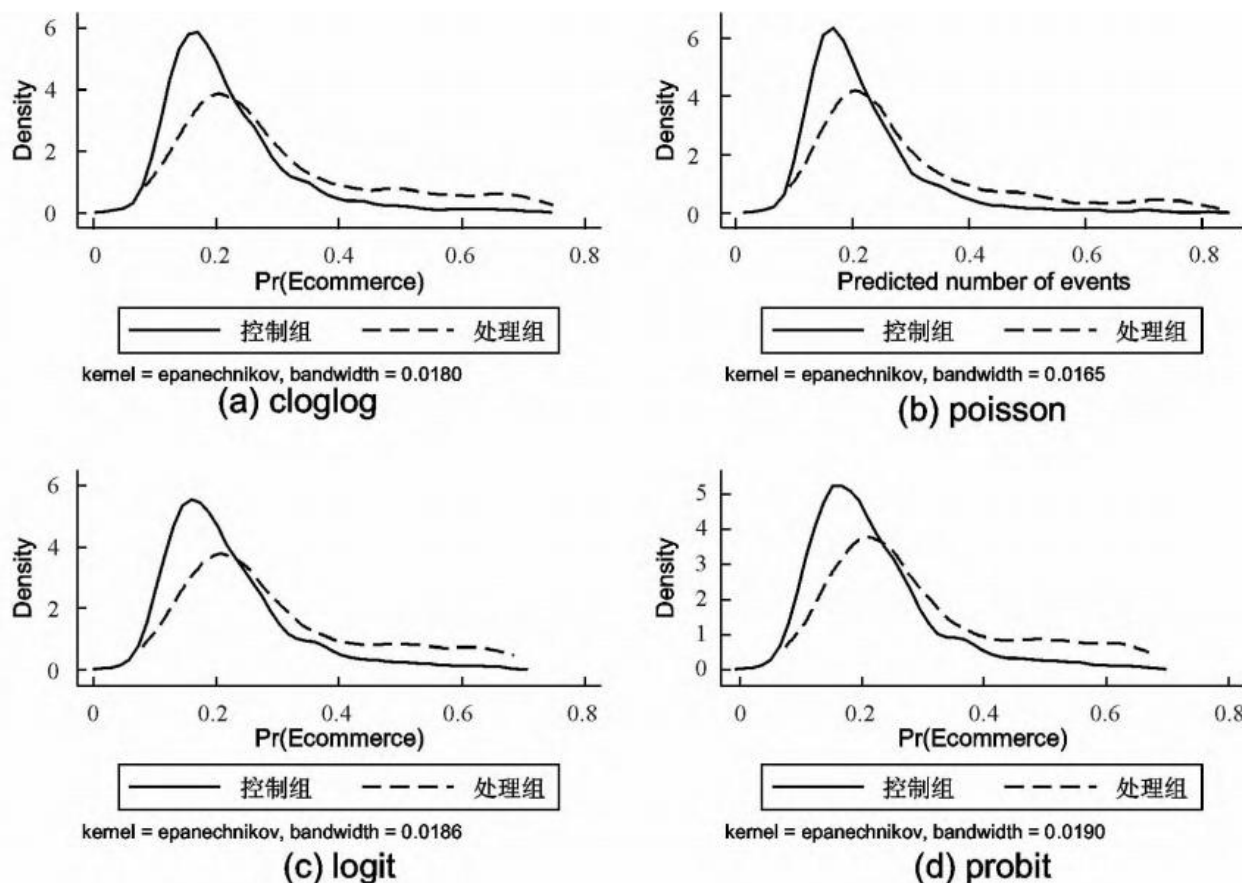 6
4
2
0
Density
0 0.2 0.4 0.6 0.8
Pr(Ecommerce)
控制组 处理组
kernel = epanechnikov, bandwidth = 0.0180
(a) cloglog
6
4
2
0
Density
0 0.2 0.4 0.6 0.8
Predicted number of events
控制组 处理组
kernel = epanechnikov, bandwidth = 0.0165
(b) poisson
6
4
2
0
Density
0 0.2 0.4 0.6 0.8
Pr(Ecommerce)
控制组 处理组
kernel = epanechnikov, bandwidth = 0.0186
(c) logit
5
4
3
2
1
0
Density
0 0.2 0.4 0.6 0.8
Pr(Ecommerce)
控制组 处理组
kernel = epanechnikov, bandwidth = 0.0190
(d) probit